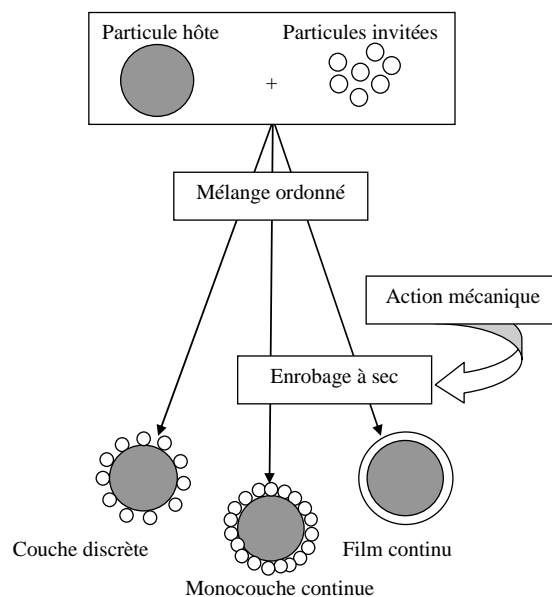 Particule hôte
Particules invitées
+
Mélange ordonné
Action mécanique
Enrobage à sec
Couche discrète
Film continu
Monocouche continue